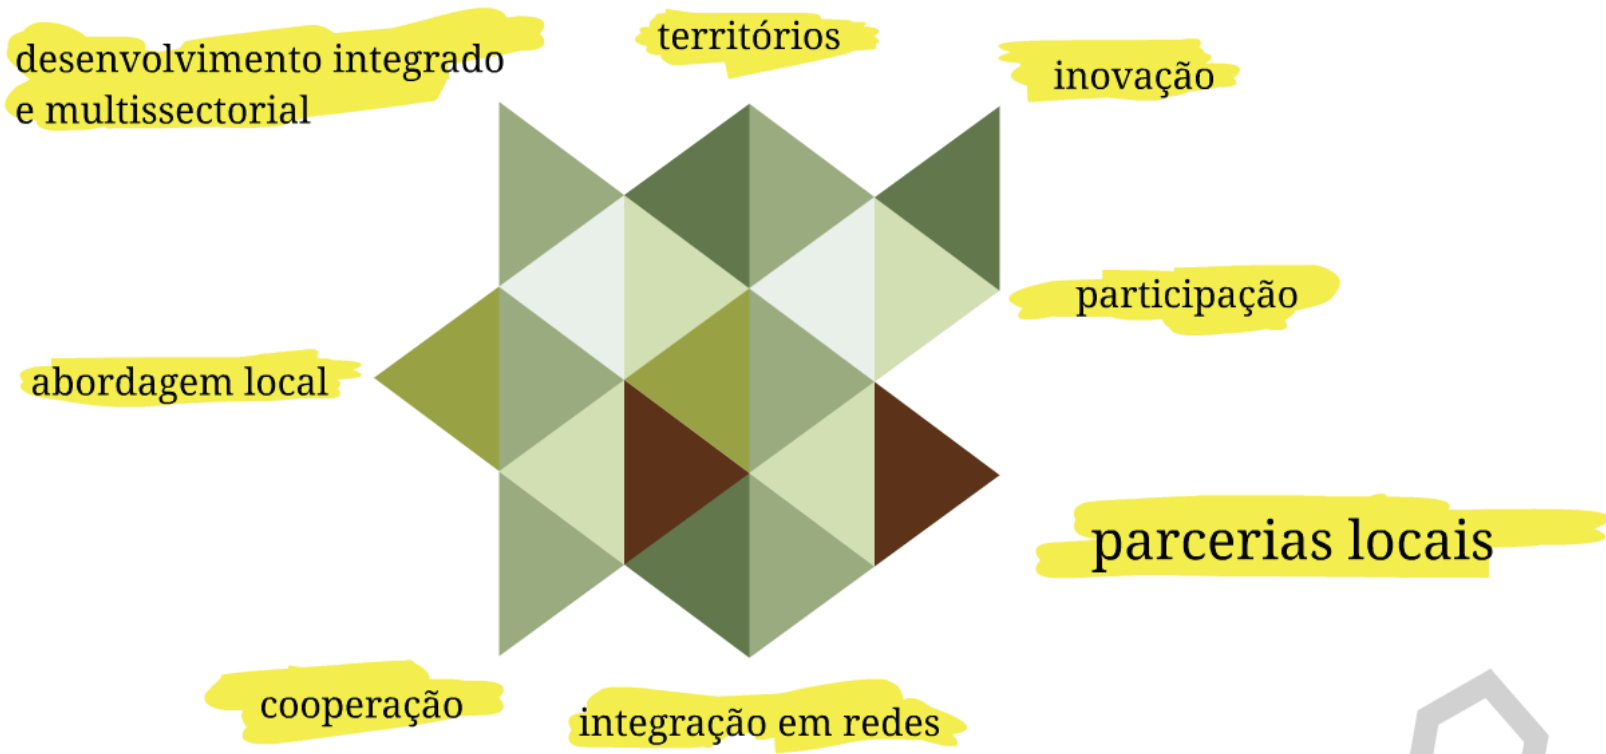 desenvolvimento integrado
e multissectorial
territórios
inovação
participação
abordagem local
parcerias locais
cooperação
integração em redes